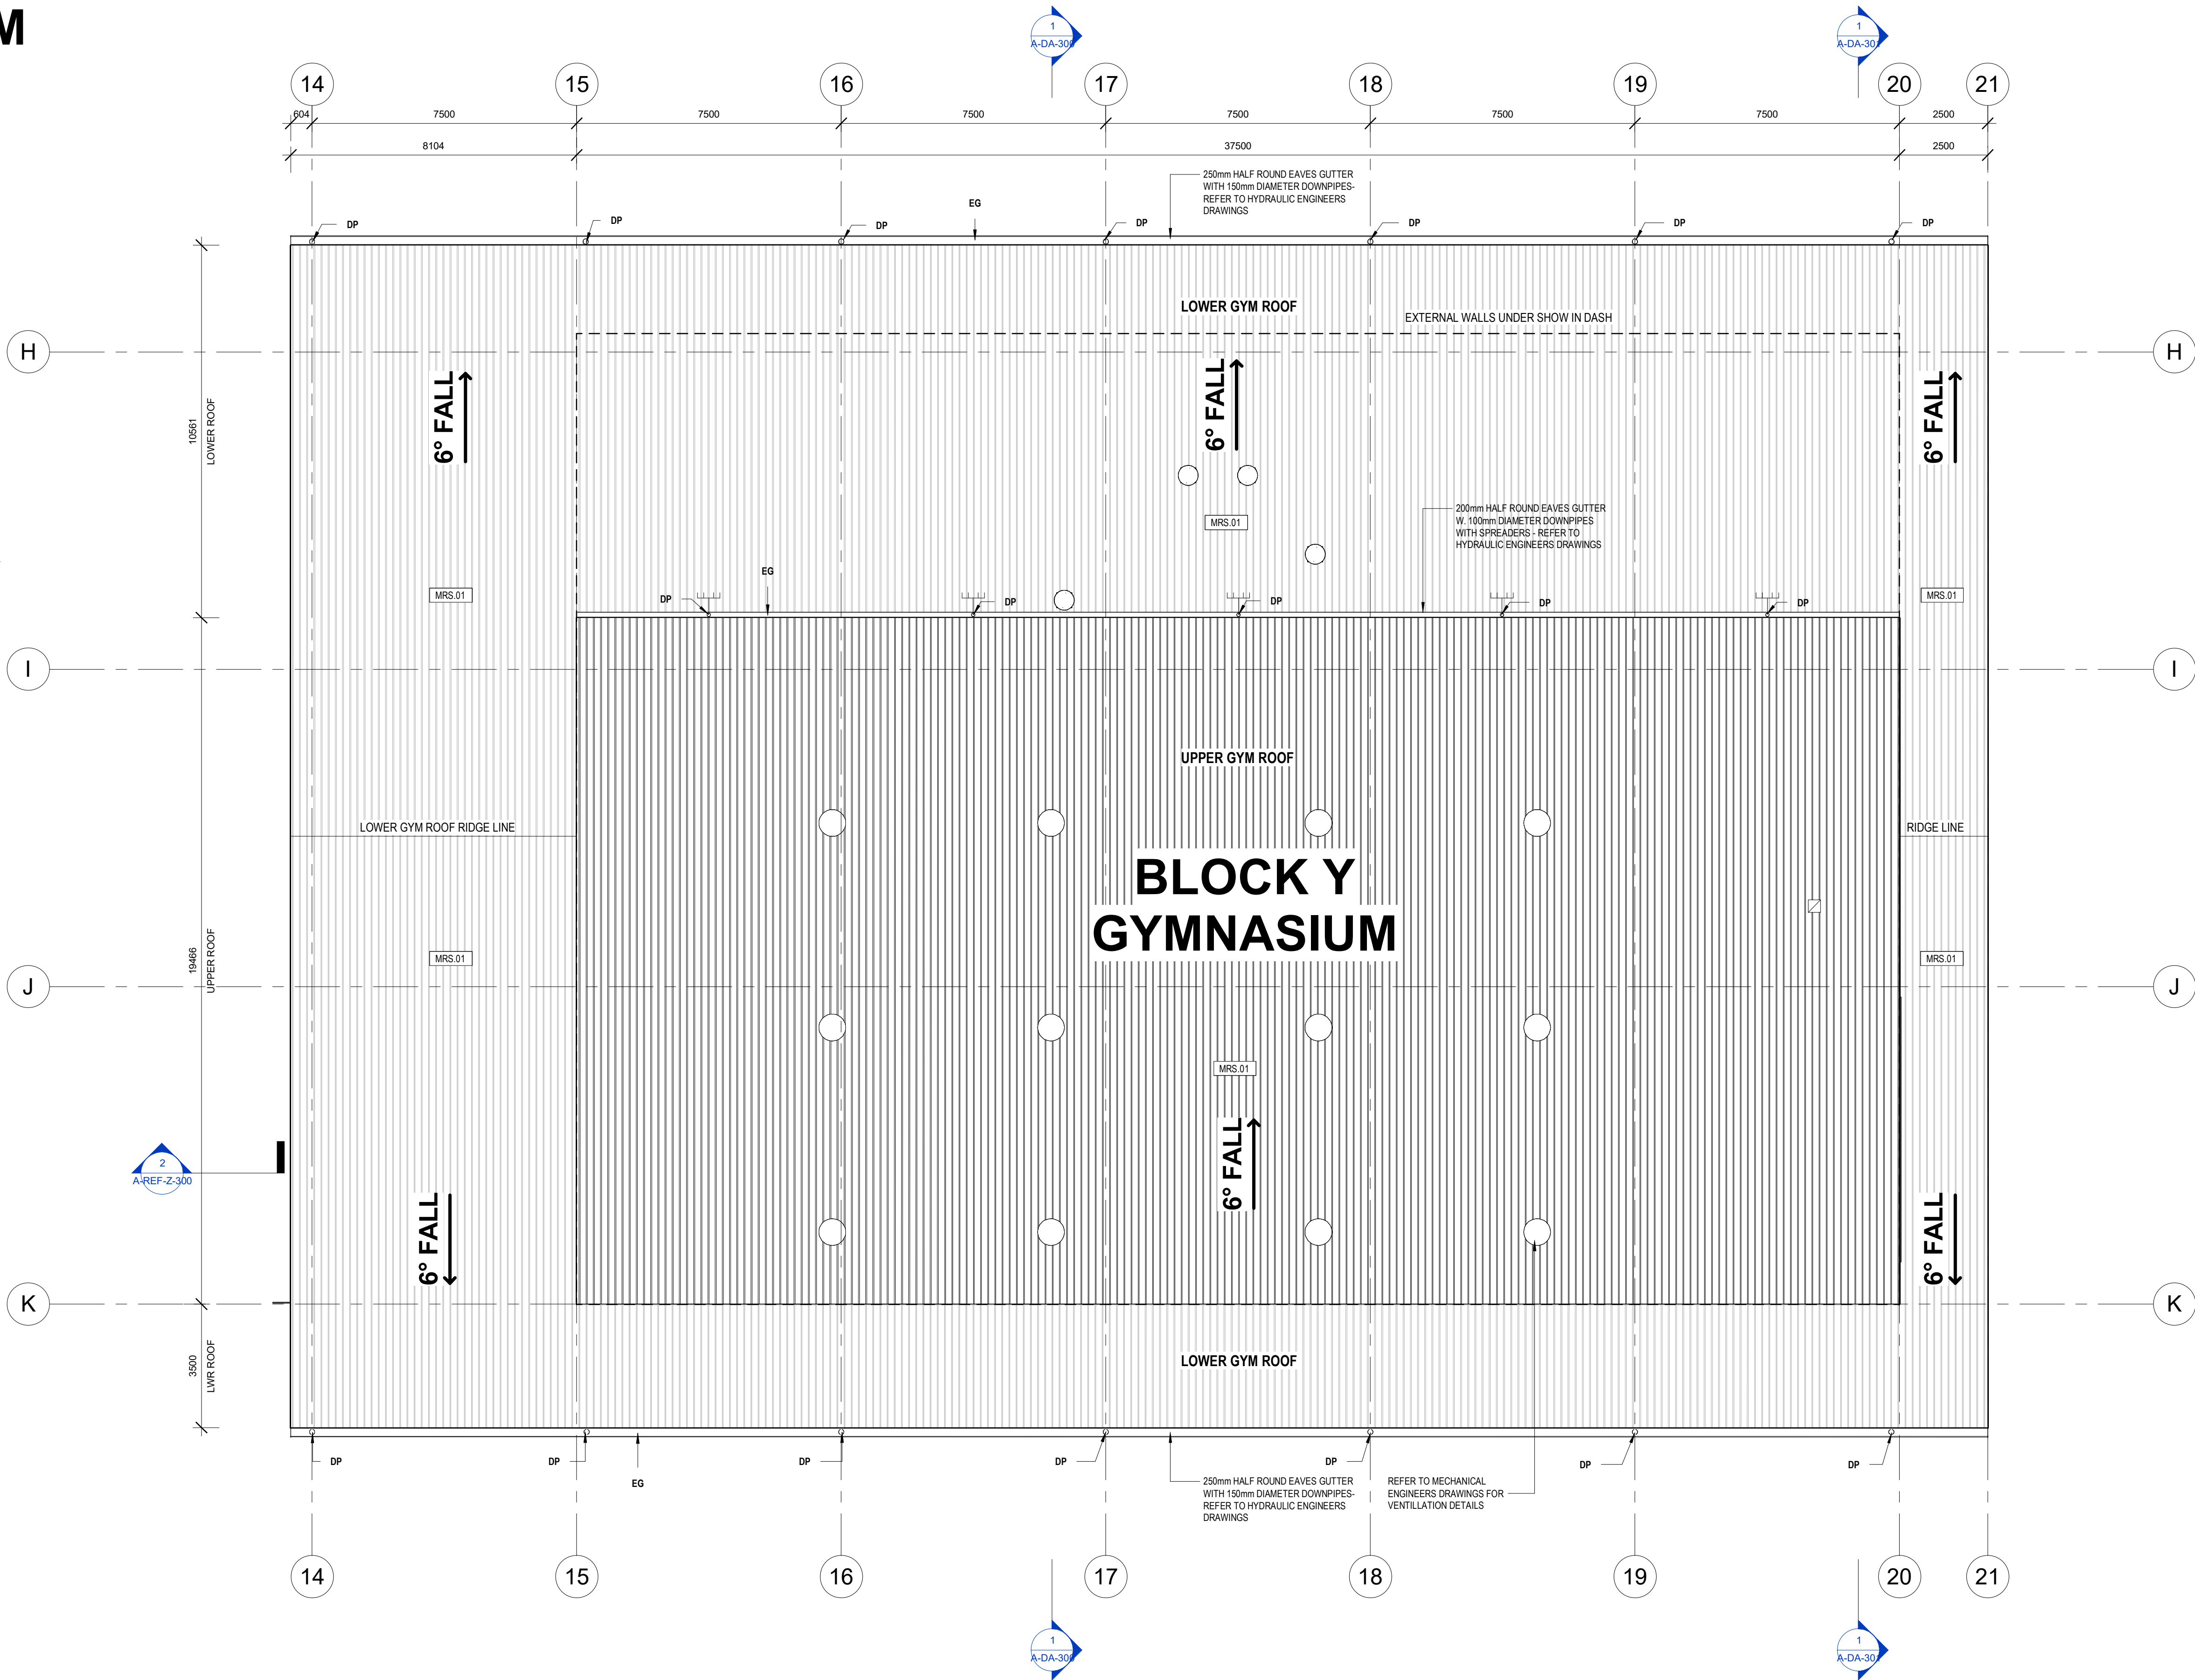 M
1
A-DA-300
1
A-DA-301
14
15
16
17
18
19
20
21
604
7500
7500
7500
7500
7500
7500
2500
8104
37500
2500
250mm HALF ROUND EAVES GUTTER
WITH 150mm DIAMETER DOWNPIPES-
REFER TO HYDRAULIC ENGINEERS
DRAWINGS
EG
DP
DP
DP
DP
DP
DP
DP
LOWER GYM ROOF
EXTERNAL WALLS UNDER SHOW IN DASH
H
H
6° FALL
6° FALL
6° FALL
10561
LOWER ROOF
MRS.01
200mm HALF ROUND EAVES GUTTER
W. 100mm DIAMETER DOWNPIPES
WITH SPREADERS - REFER TO
HYDRAULIC ENGINEERS DRAWINGS
EG
MRS.01
MRS.01
DP
DP
DP
DP
DP
I
I
UPPER GYM ROOF
LOWER GYM ROOF RIDGE LINE
RIDGE LINE
BLOCK Y
GYMNASIUM
19466
UPPER ROOF
MRS.01
MRS.01
J
J
MRS.01
2
A-REF-Z-300
6° FALL
6° FALL
6° FALL
K
K
3500
LWR ROOF
LOWER GYM ROOF
DP
DP
DP
DP
DP
DP
DP
EG
250mm HALF ROUND EAVES GUTTER
WITH 150mm DIAMETER DOWNPIPES-
REFER TO HYDRAULIC ENGINEERS
DRAWINGS
REFER TO MECHANICAL
ENGINEERS DRAWINGS FOR
VENTILLATION DETAILS
14
15
16
17
18
19
20
21
1
A-DA-300
1
A-DA-301